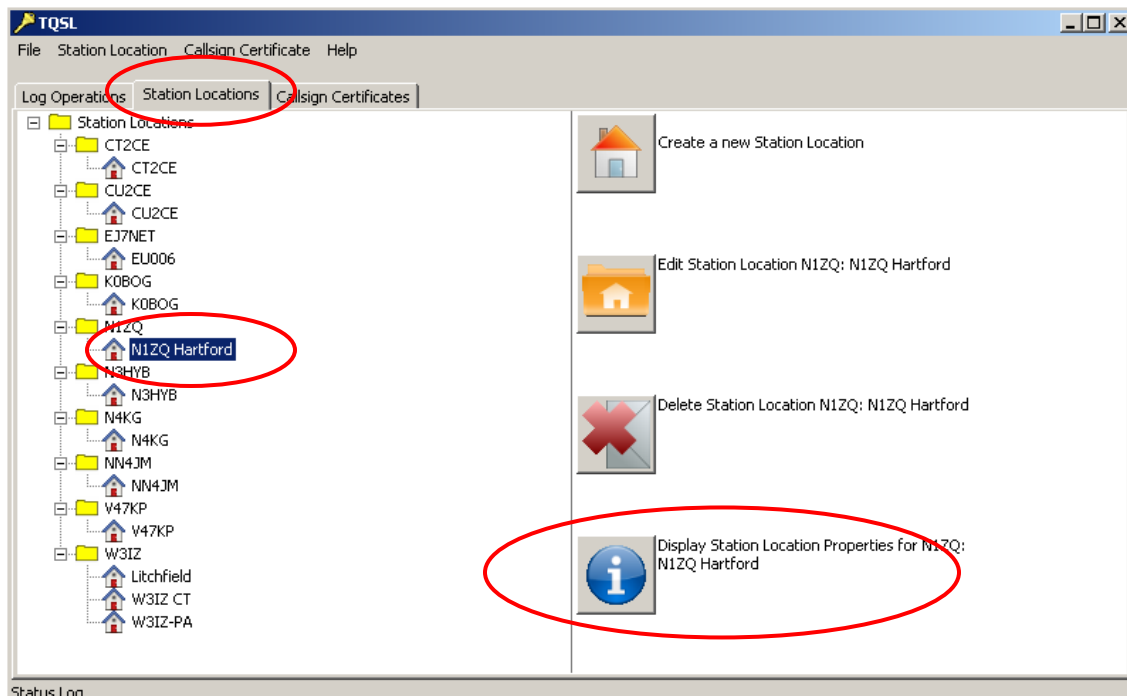 TQSL
File Station Location Callsign Certificate Help
Log Operations Station Locations Callsign Certificates
Station Locations
CT2CE
CT2CE
CU2CE
CU2CE
EJ7NET
EU006
K0BOG
K0BOG
N1ZQ
N1ZQ Hartford
N3HYB
N3HYB
N4KG
N4KG
NN4JM
NN4JM
V47KP
V47KP
W3IZ
Litchfield
W3IZ CT
W3IZ-PA
Create a new Station Location
Edit Station Location N1ZQ: N1ZQ Hartford
Delete Station Location N1ZQ: N1ZQ Hartford
Display Station Location Properties for N1ZQ:
N1ZQ Hartford
Status Log